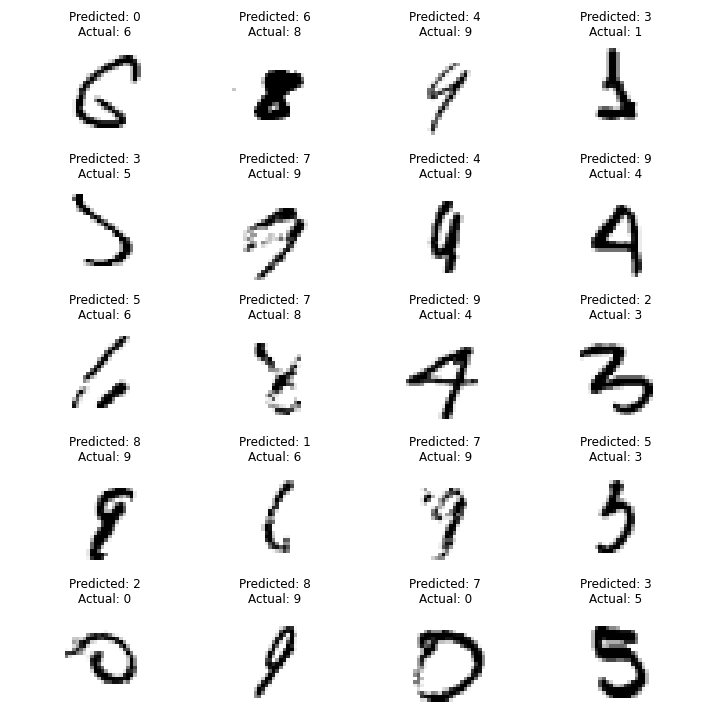 Predicted: 0
Actual: 6
Predicted: 6
Actual: 8
Predicted: 4
Actual: 9
Predicted: 3
Actual: 1
Predicted: 3
Actual: 5
Predicted: 7
Actual: 9
Predicted: 4
Actual: 9
Predicted: 9
Actual: 4
Predicted: 5
Actual: 6
Predicted: 7
Actual: 8
Predicted: 9
Actual: 4
Predicted: 2
Actual: 3
Predicted: 8
Actual: 9
Predicted: 1
Actual: 6
Predicted: 7
Actual: 9
Predicted: 5
Actual: 3
Predicted: 2
Actual: 0
Predicted: 8
Actual: 9
Predicted: 7
Actual: 0
Predicted: 3
Actual: 5